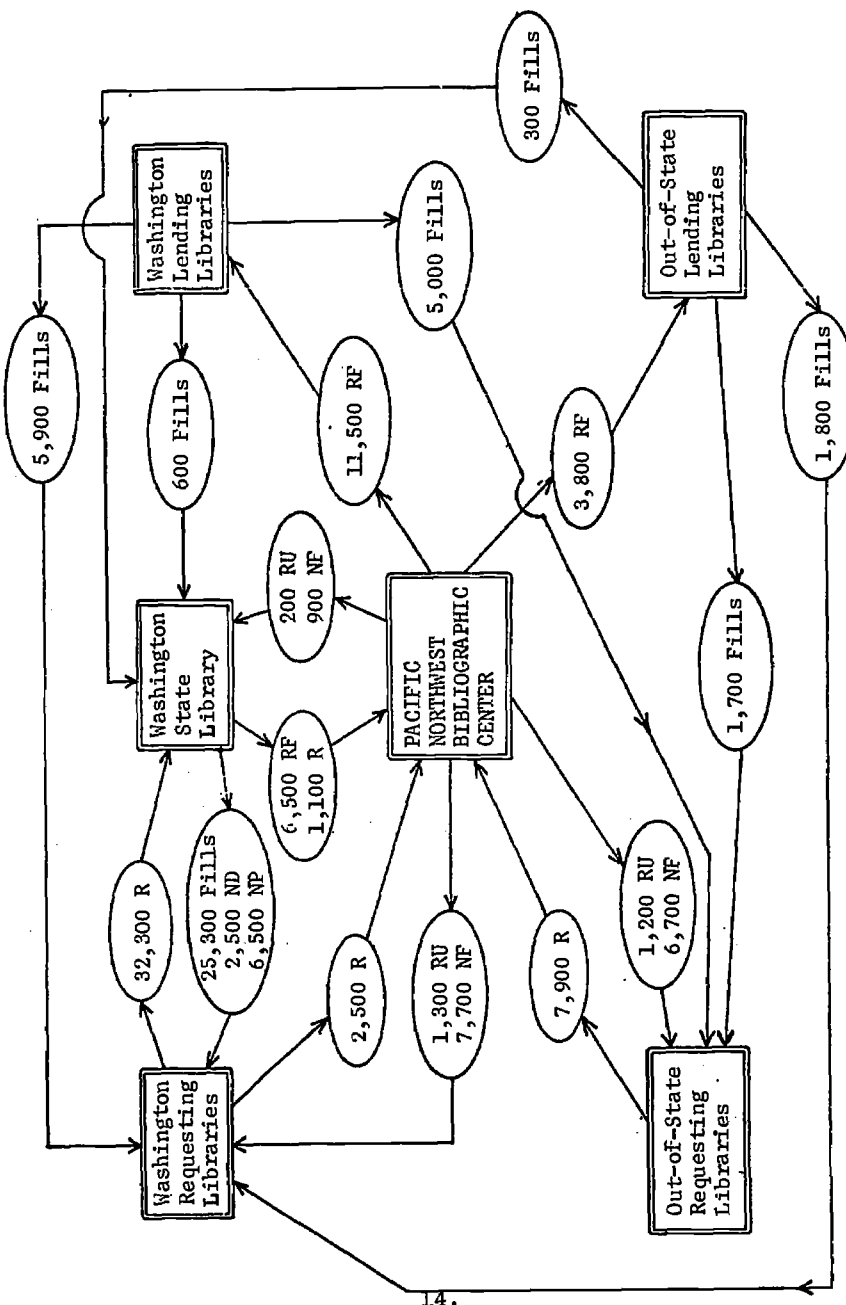 5,900 Fills
Washington
Requesting
Libraries
32,300 R
25,300 Fills
2,500 ND
6,500 NP
Washington
State
Library
600 Fills
Washington
Lending
Libraries
6,500 RF
1,100 R
200 RU
900 NF
2,500 R
11,500 RF
1,300 RU
7,700 NF
PACIFIC
NORTHWEST
BIBLIOGRAPHIC
CENTER
5,000 Fills
300 Fills
7,900 R
1,200 RU
6,700 NF
3,800 RF
Out-of-State
Requesting
Libraries
1,700 Fills
Out-of-State
Lending
Libraries
1,800 Fills
14.